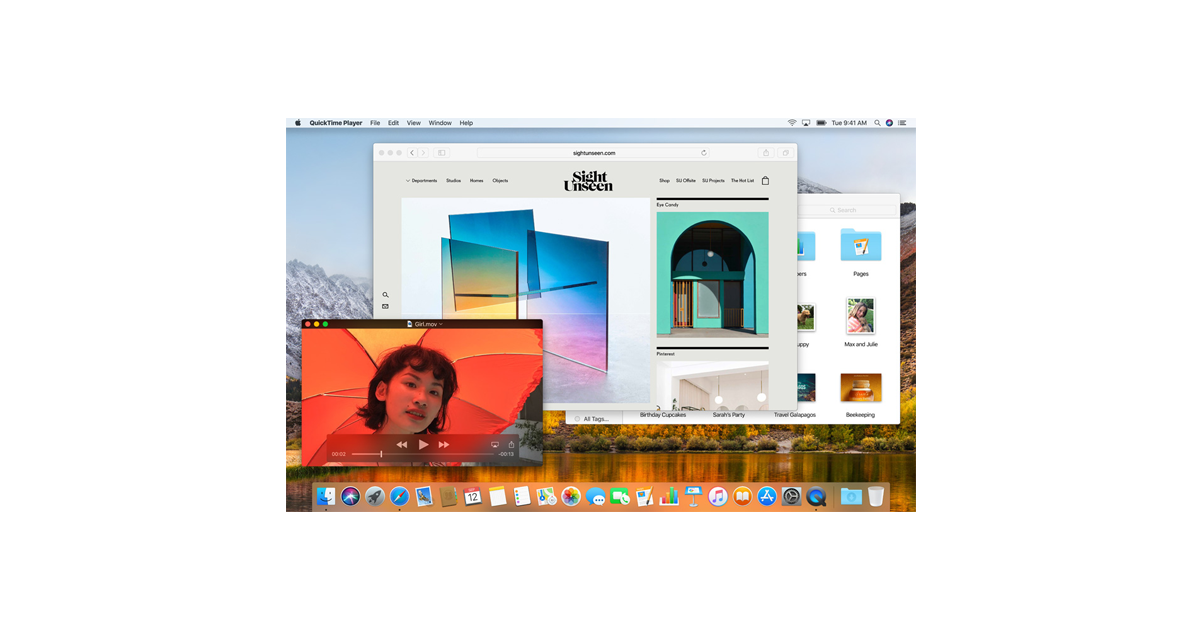 QuickTime Player File Edit View Window Help Tue 9:41 AM
sightunseen.com
Departments Studios Homes Objects
Sight
Unseen
Shop SU Offsite SU Projects The Hot List
Eye Candy
Search
Pages
Max and Julie
Pinterest
Girl.mov
00:02 -00:13
All Tags...
Birthday Cupcakes Sarah's Party Travel Galapagos Beekeeping
12